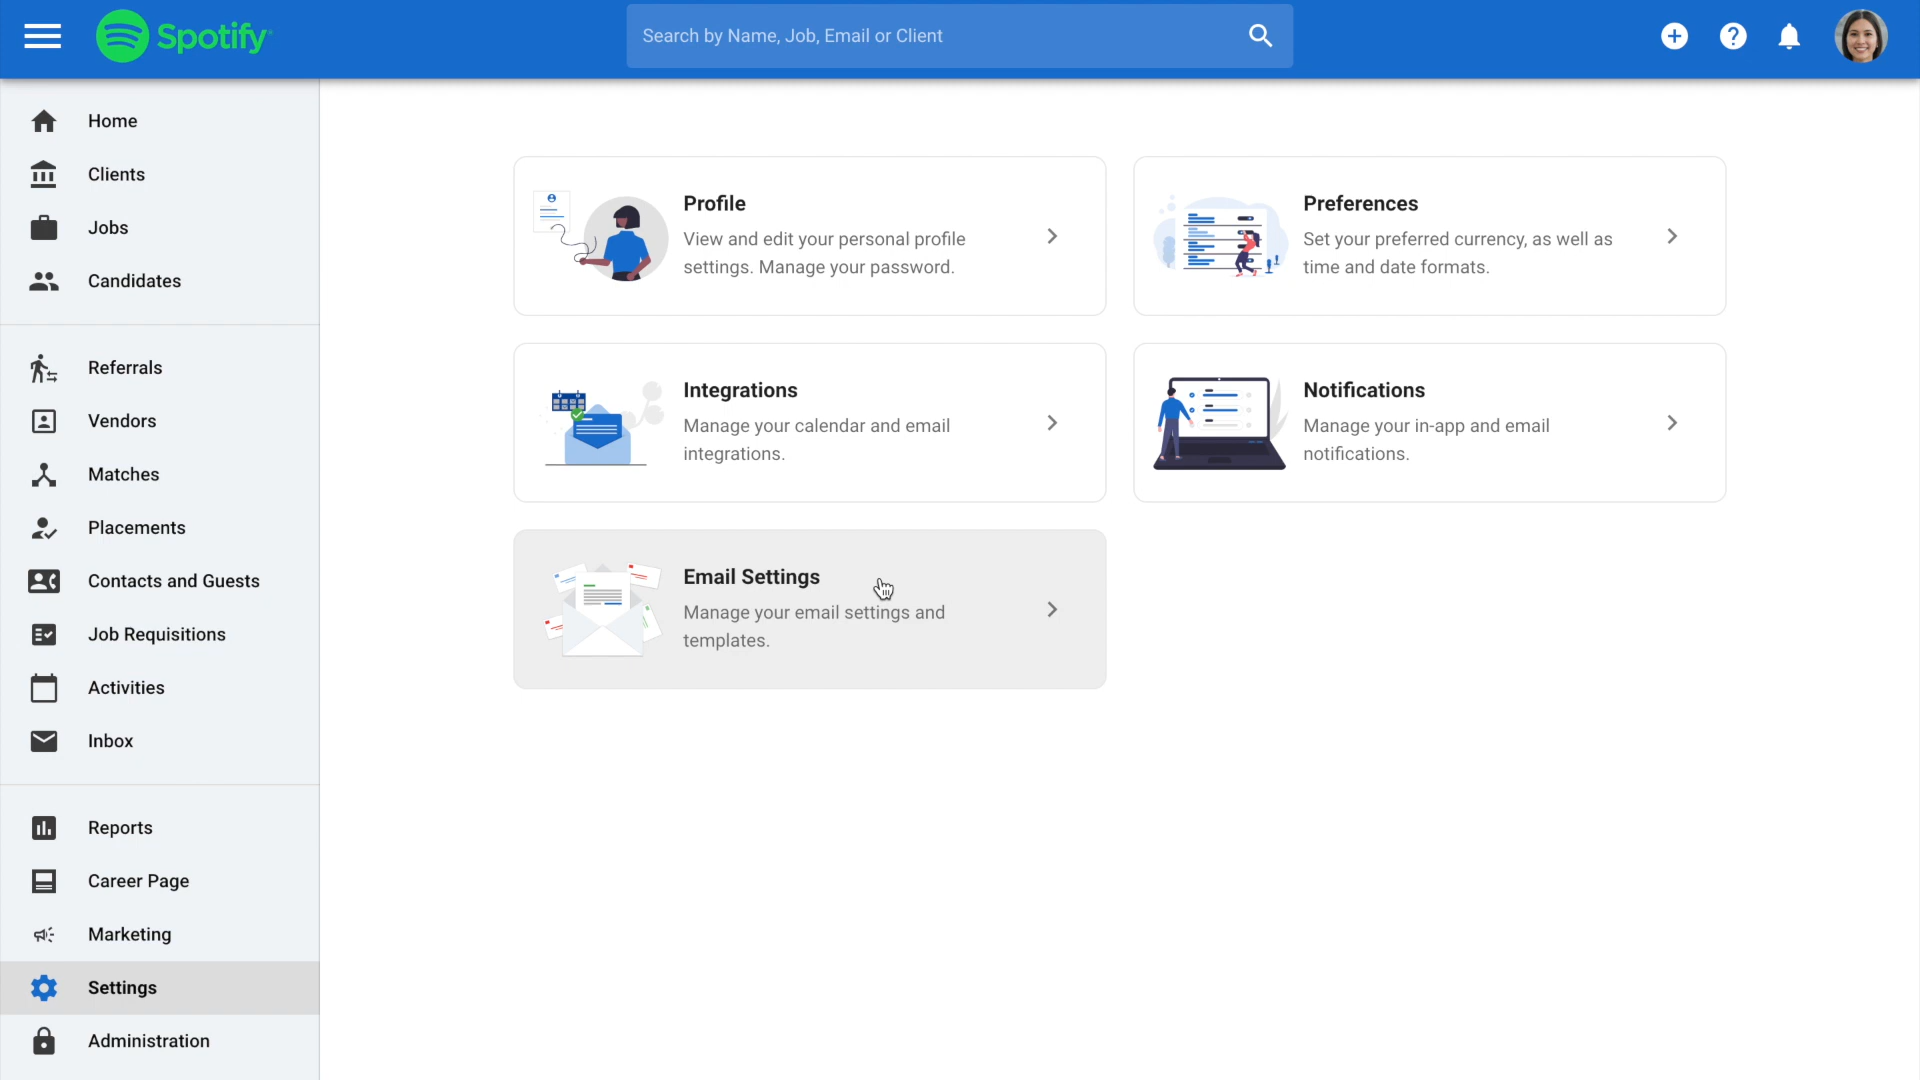 Spotify
Search by Name, Job, Email or Client
Home
Clients
Jobs
Candidates
Referrals
Vendors
Matches
Placements
Contacts and Guests
Job Requisitions
Activities
Inbox
Reports
Career Page
Marketing
Settings
Administration
Profile
View and edit your personal profile
settings. Manage your password.
Preferences
Set your preferred currency, as well as
time and date formats.
Integrations
Manage your calendar and email
integrations.
Notifications
Manage your in-app and email
notifications.
Email Settings
Manage your email settings and
templates.